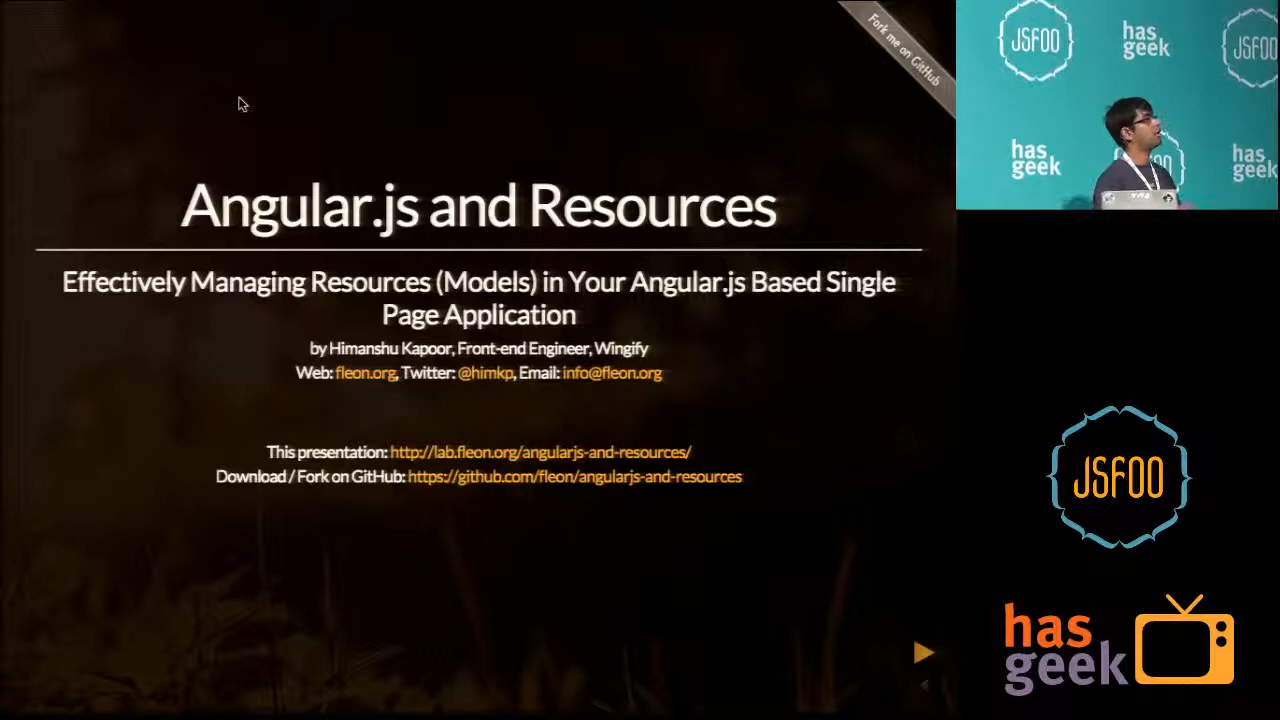 Fork me on GitHub
Angular.js and Resources
Effectively Managing Resources (Models) in Your Angular.js Based Single
Page Application
by Himanshu Kapoor, Front-end Engineer, Wingify
Web: fleon.org, Twitter: @himkp, Email: info@fleon.org
This presentation: http://lab.fleon.org/angularjs-and-resources/
Download / Fork on GitHub: https://github.com/fleon/angularjs-and-resources
JSFOO
has
geek
JSFOO
has
geek
has
geek
JSFOO
has
geek